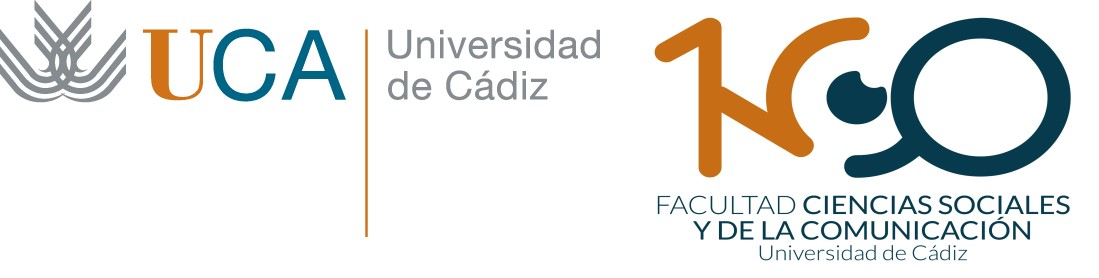 UCA
Universidad
de Cádiz
FACULTAD CIENCIAS SOCIALES
Y DE LA COMUNICACIÓN
Universidad de Cádiz